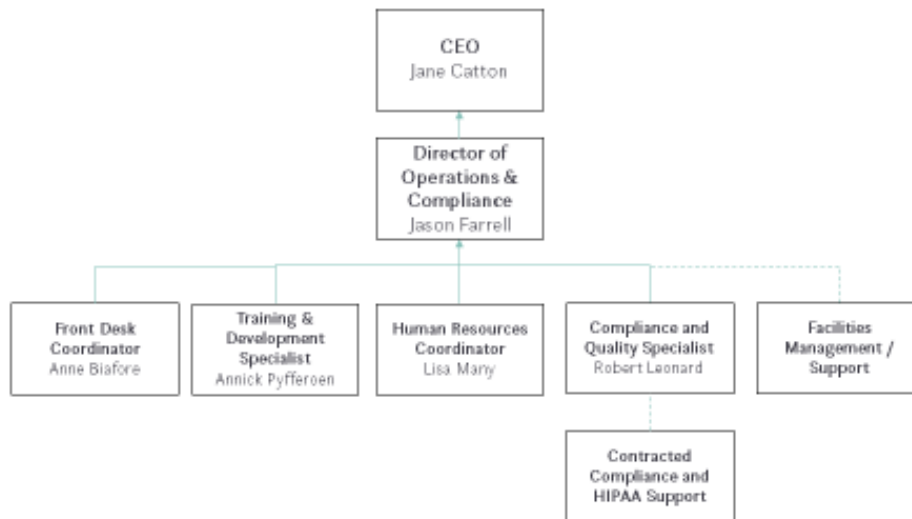 CEO
Jane Catton
Director of
Operations &
Compliance
Jason Farrell
Front Desk
Coordinator
Anne Biafore
Training &
Development
Specialist
Annick Pyfferoen
Human Resources
Coordinator
Lisa Many
Compliance and
Quality Specialist
Robert Leonard
Facilities
Management /
Support
Contracted
Compliance and
HIPAA Support